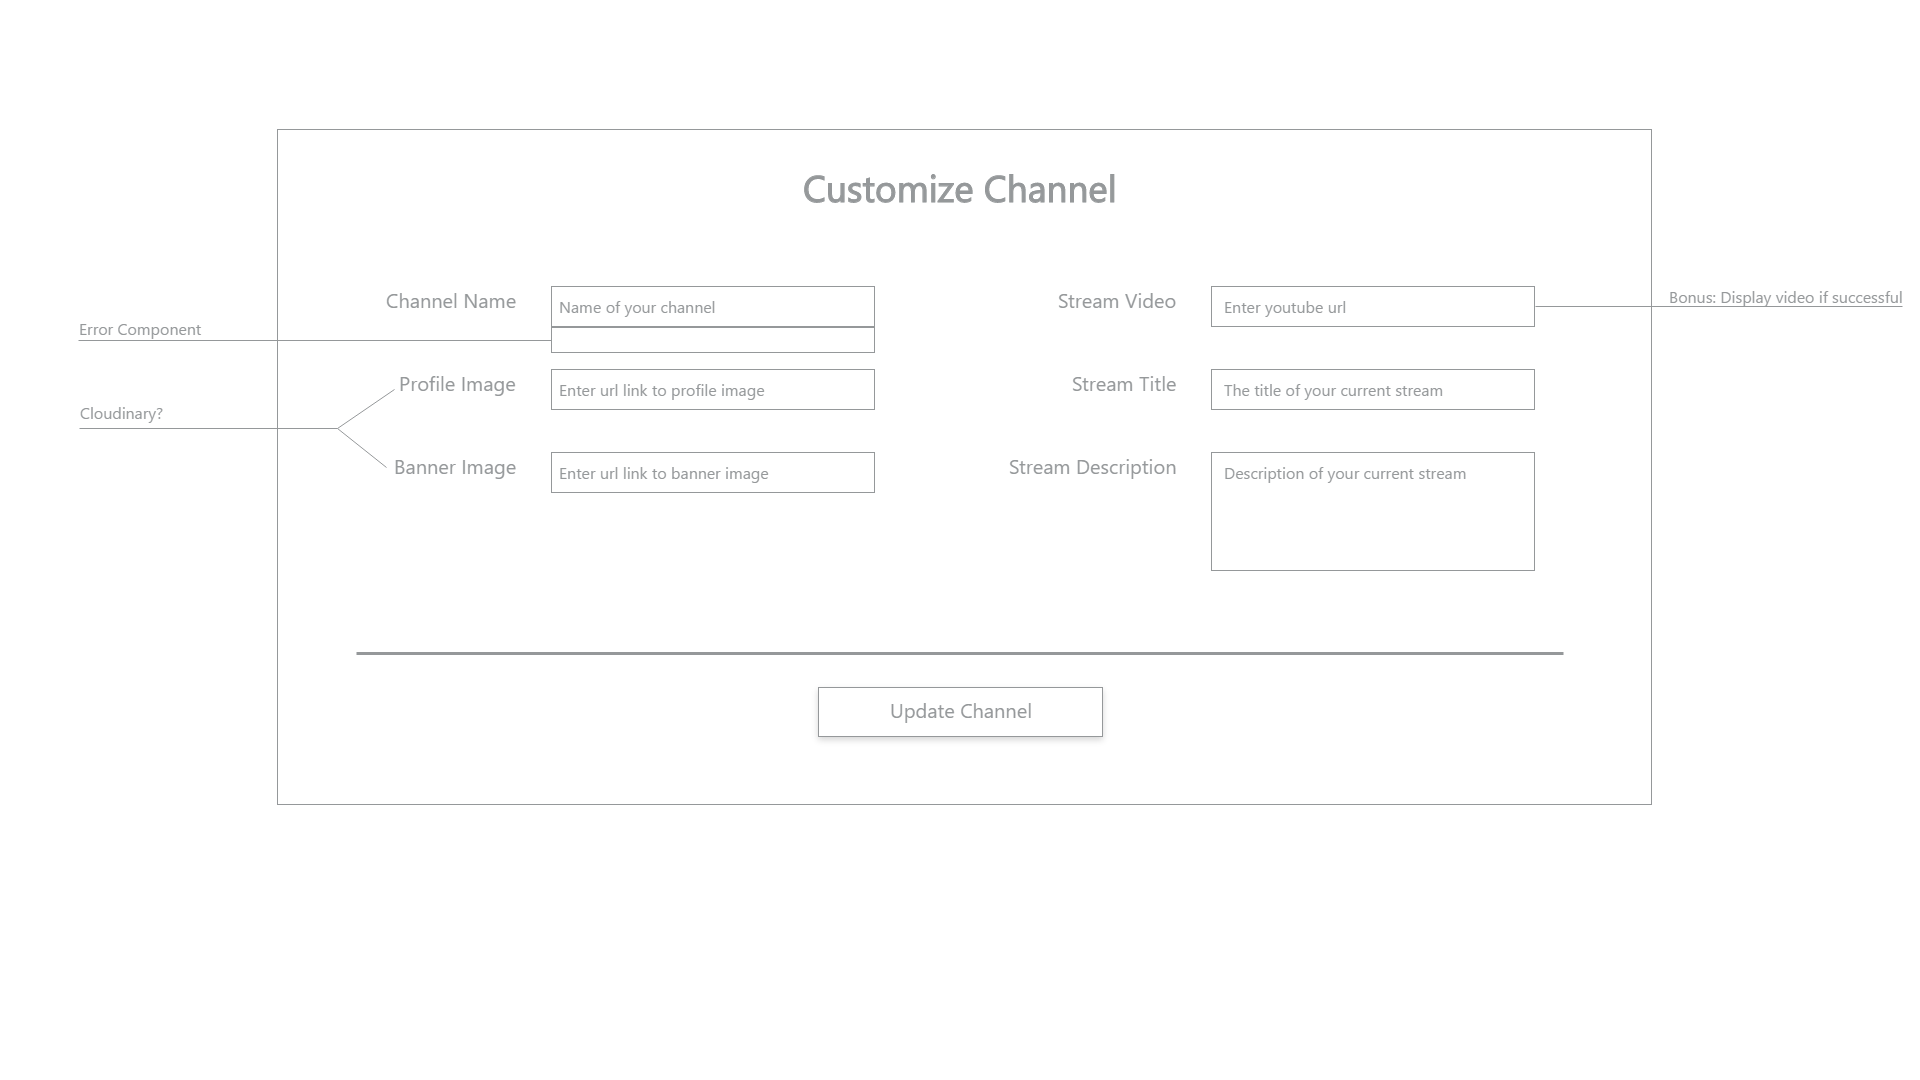 Customize Channel
Channel Name
Name of your channel
Stream Video
Enter youtube url
Bonus: Display video if successful
Error Component
Profile Image
Enter url link to profile image
Stream Title
The title of your current stream
Cloudinary?
Banner Image
Enter url link to banner image
Stream Description
Description of your current stream
Update Channel